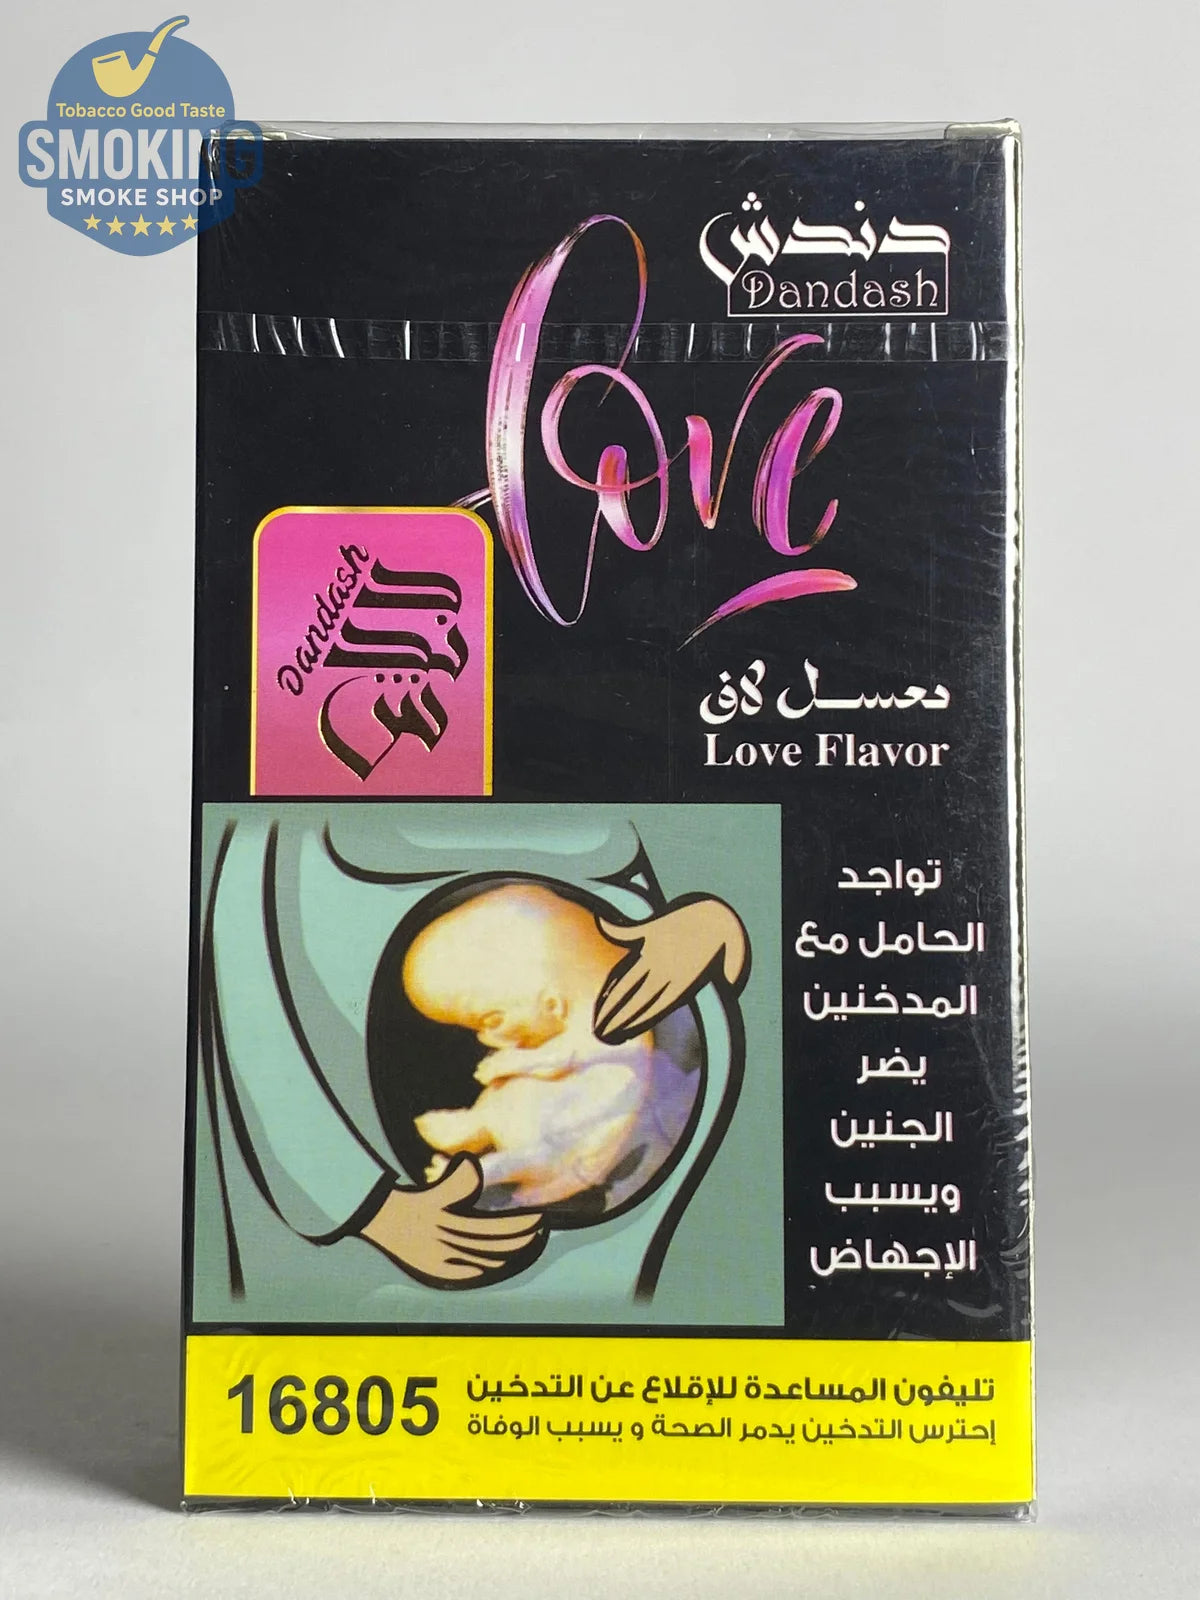 Tobacco Good Taste
SMOKING
SMOKE SHOP
دندش
Dandash
Love
Dandash
دندش
معسل لاف
Love Flavor
تواجد
الحامل مع
المدخنين
يضر
الجنين
ويسبب
الإجهاض
16805
تليفون المساعدة للإقلاع عن التدخين
إحترس التدخين يدمر الصحة و يسبب الوفاة